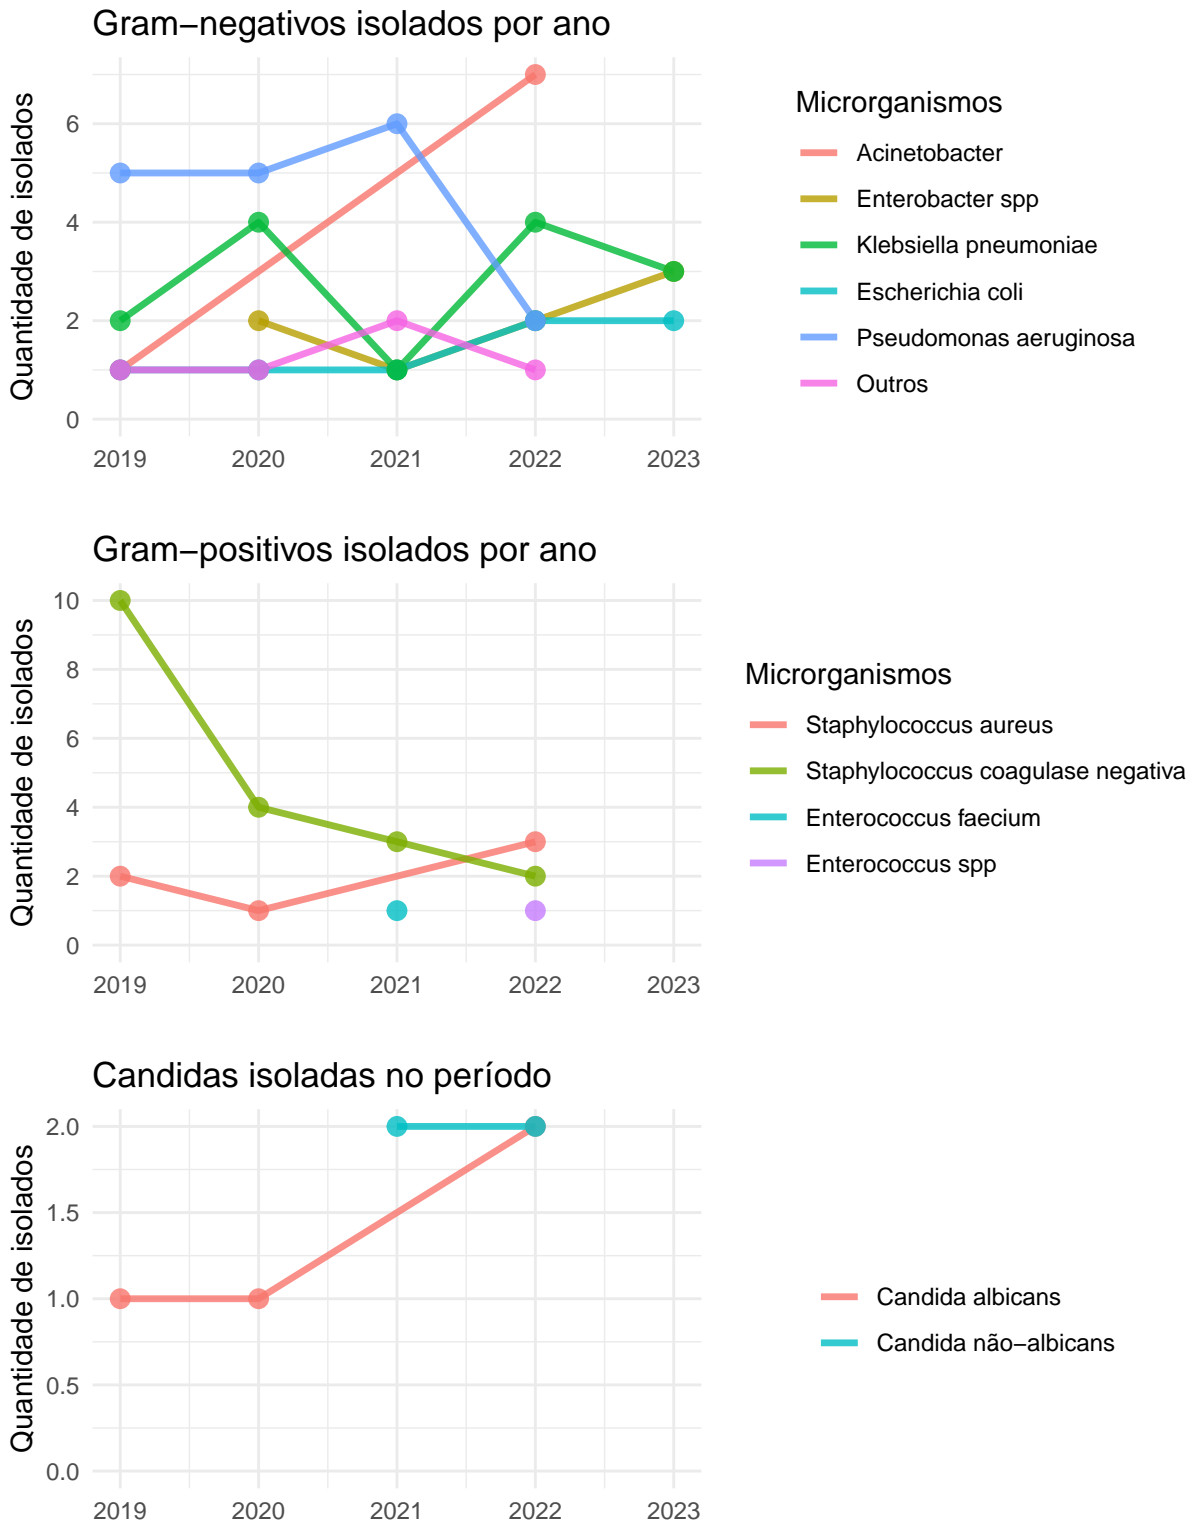 Gram−negativos isolados por ano
Quantidade de isolados
6
4
2
0
2019 2020 2021 2022 2023
Microrganismos
Acinetobacter
Enterobacter spp
Klebsiella pneumoniae
Escherichia coli
Pseudomonas aeruginosa
Outros
Gram−positivos isolados por ano
Quantidade de isolados
10
8
6
4
2
0
2019 2020 2021 2022 2023
Microrganismos
Staphylococcus aureus
Staphylococcus coagulase negativa
Enterococcus faecium
Enterococcus spp
Candidas isoladas no período
Quantidade de isolados
2.0
1.5
1.0
0.5
0.0
2019 2020 2021 2022 2023
Candida albicans
Candida não−albicans